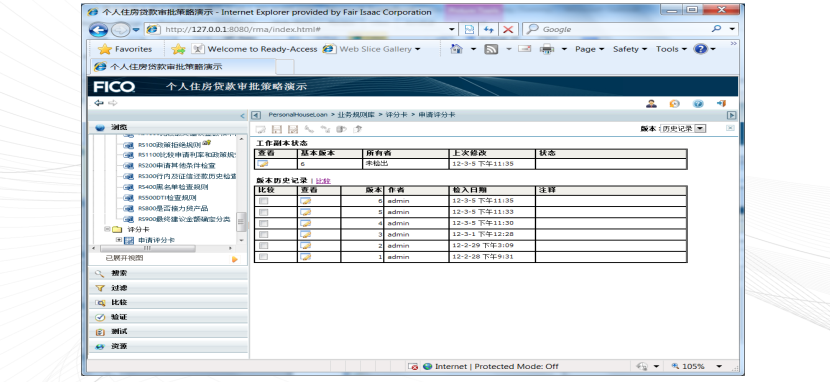 个人住房贷款审批策略演示 - Internet Explorer provided by Fair Isaac Corporation
http://127.0.0.1:8080/rma/index.html#
Google
Favorites Welcome to Ready-Access Web Slice Gallery
Page Safety Tools
个人住房贷款审批策略演示
FICO 个人住房贷款审批策略演示
PersonalHouseLoan > 业务规则库 > 评分卡 > 申请评分卡
浏览
版本:历史记录
RS100政策拒绝规则
RS1100比较申请利率和政策规
RS200申请其他条件检查
RS300行内及征信还款历史检查
RS400黑名单检查规则
RS500DTI检查规则
RS800是否接力贷产品
RS900最终建议金额确定分类
评分卡
申请评分卡
已展开视图
搜索
过滤
比较
验证
测试
资源
工作副本状态
查看 基本版本 所有者 上次修改 状态
6 未检出 12-3-5 下午11:35
版本历史记录 | 比较
比较 查看 版本 作者 检入日期 注释
6 admin 12-3-5 下午11:35
5 admin 12-3-5 下午11:33
4 admin 12-3-5 下午11:30
3 admin 12-3-1 下午12:28
2 admin 12-2-29 下午3:09
1 admin 12-2-28 下午9:31
Internet | Protected Mode: Off
105%